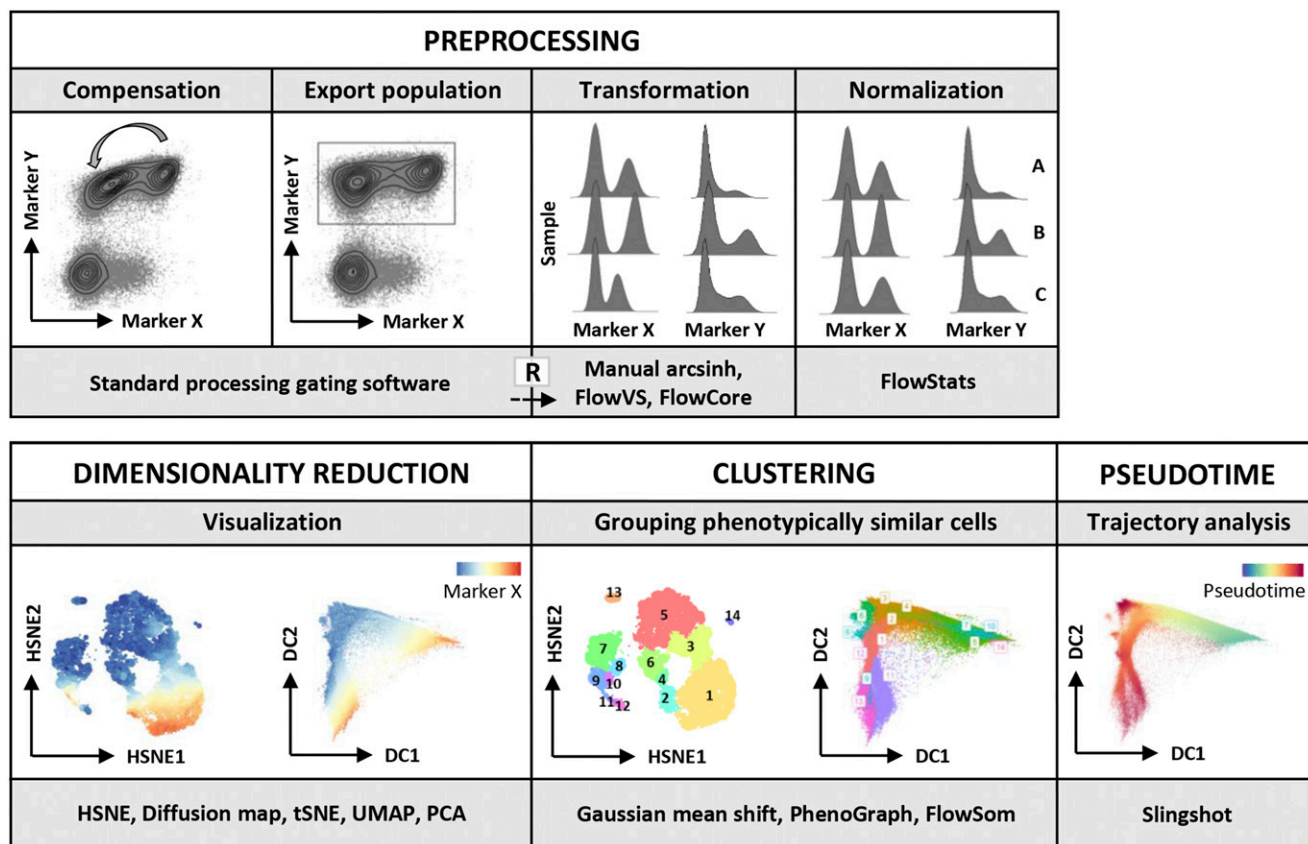 PREPROCESSING
Compensation
Export population
Transformation
Normalization
Marker Y
Marker X
Marker Y
Marker X
Sample
Marker X
Marker Y
Marker X
Marker Y
A
B
C
Standard processing gating software
R
Manual arcsinh,
FlowVS, FlowCore
FlowStats
DIMENSIONALITY REDUCTION
CLUSTERING
PSEUDOTIME
Visualization
Grouping phenotypically similar cells
Trajectory analysis
HSNE2
HSNE1
Marker X
DC2
DC1
HSNE2
13
5
14
7
3
8
6
9
10
4
1
11
12
2
HSNE1
DC2
DC1
Pseudotime
DC2
DC1
HSNE, Diffusion map, tSNE, UMAP, PCA
Gaussian mean shift, PhenoGraph, FlowSom
Slingshot